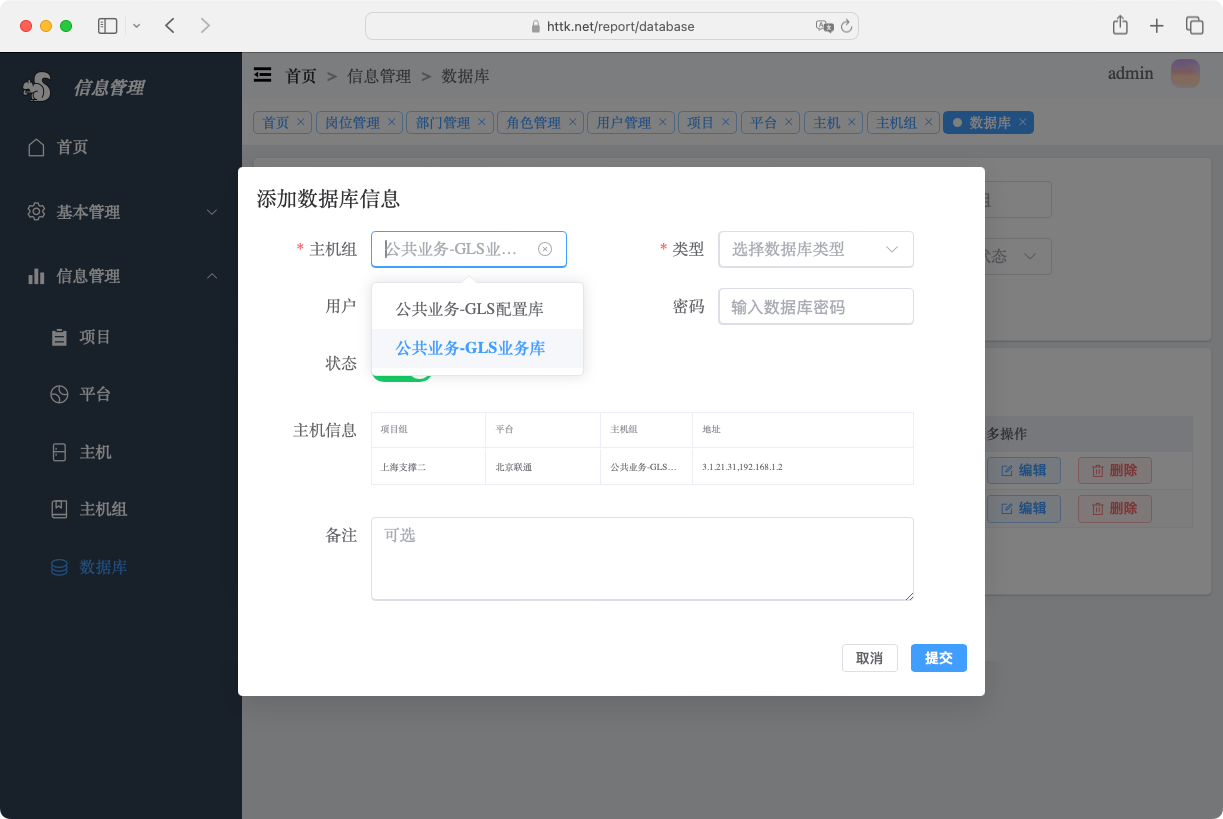 httk.net/report/database
信息管理
首页 > 信息管理 > 数据库
admin
首页 × 岗位管理 × 部门管理 × 角色管理 × 用户管理 × 项目 × 平台 × 主机 × 主机组 × 数据库 ×
首页
基本管理
信息管理
项目
平台
主机
主机组
数据库
添加数据库信息
* 主机组 公共业务-GLS业... * 类型 选择数据库类型
用户 密码 输入数据库密码
公共业务-GLS配置库
公共业务-GLS业务库
状态
主机信息
项目组 平台 主机组 地址
上海支撑二 北京联通 公共业务-GLS... 3.1.21.31,192.168.1.2
备注 可选
取消 提交
组
状态
多操作
编辑 删除
编辑 删除